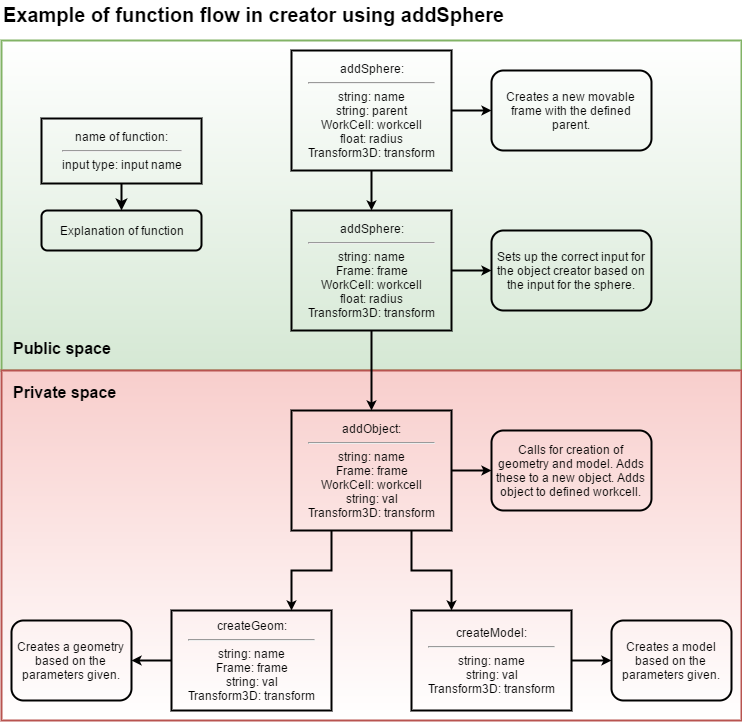 Example of function flow in creator using addSphere
addSphere:
string: name
string: parent
WorkCell: workcell
float: radius
Transform3D: transform
Creates a new movable
frame with the defined
parent.
name of function:
input type: input name
Explanation of function
addSphere:
string: name
Frame: frame
WorkCell: workcell
float: radius
Transform3D: transform
Sets up the correct input for
the object creator based on
the input for the sphere.
Public space
Private space
addObject:
string: name
Frame: frame
WorkCell: workcell
string: val
Transform3D: transform
Calls for creation of
geometry and model. Adds
these to a new object. Adds
object to defined workcell.
Creates a geometry
based on the
parameters given.
createGeom:
string: name
Frame: frame
string: val
Transform3D: transform
createModel:
string: name
string: val
Transform3D: transform
Creates a model
based on the
parameters given.